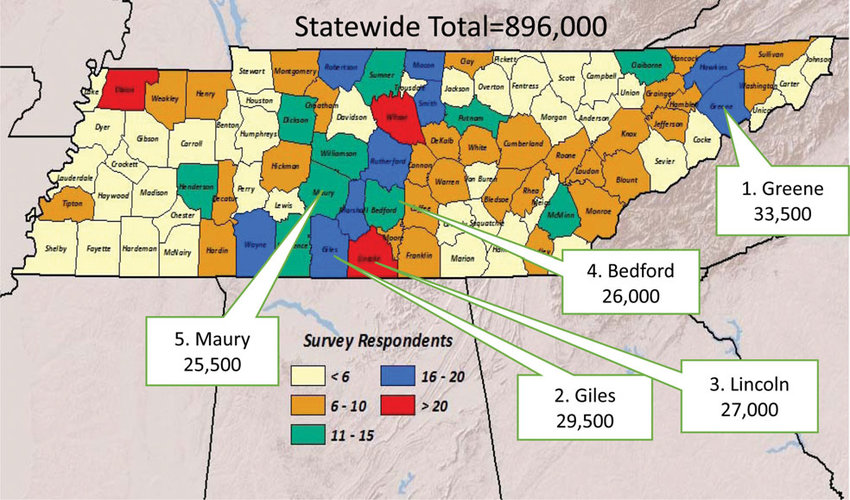 Statewide Total=896,000
Stewart
Montgomery
Robertson
Sumner
Macon
Clay
Pickett
Scott
Campbell
Claiborne
Hancock
Hawkins
Sullivan
Johnson
Lake
Obion
Weakley
Henry
Houston
Cheatham
Trousdale
Smith
Jackson
Overton
Fentress
Union
Grainger
Washington
Carter
Dyer
Gibson
Carroll
Benton
Humphreys
Dickson
Davidson
Wilson
Putnam
Morgan
Anderson
Knox
Jefferson
Greene
Crockett
Williamson
Rutherford
DeKalb
White
Cumberland
Roane
Loudon
Blount
Sevier
Cocke
Lauderdale
Haywood
Madison
Henderson
Decatur
Perry
Hickman
Lewis
Maury
Cannon
Warren
Van Buren
Bledsoe
Rhea
Meigs
McMinn
Monroe
Tipton
Chester
Marshall
Bedford
Coffee
Sequatchie
Shelby
Fayette
Hardeman
McNairy
Hardin
Wayne
Giles
Lincoln
Moore
Franklin
Marion
1. Greene
33,500
4. Bedford
26,000
5. Maury
25,500
2. Giles
29,500
3. Lincoln
27,000
Survey Respondents
< 6
16 - 20
6 - 10
> 20
11 - 15